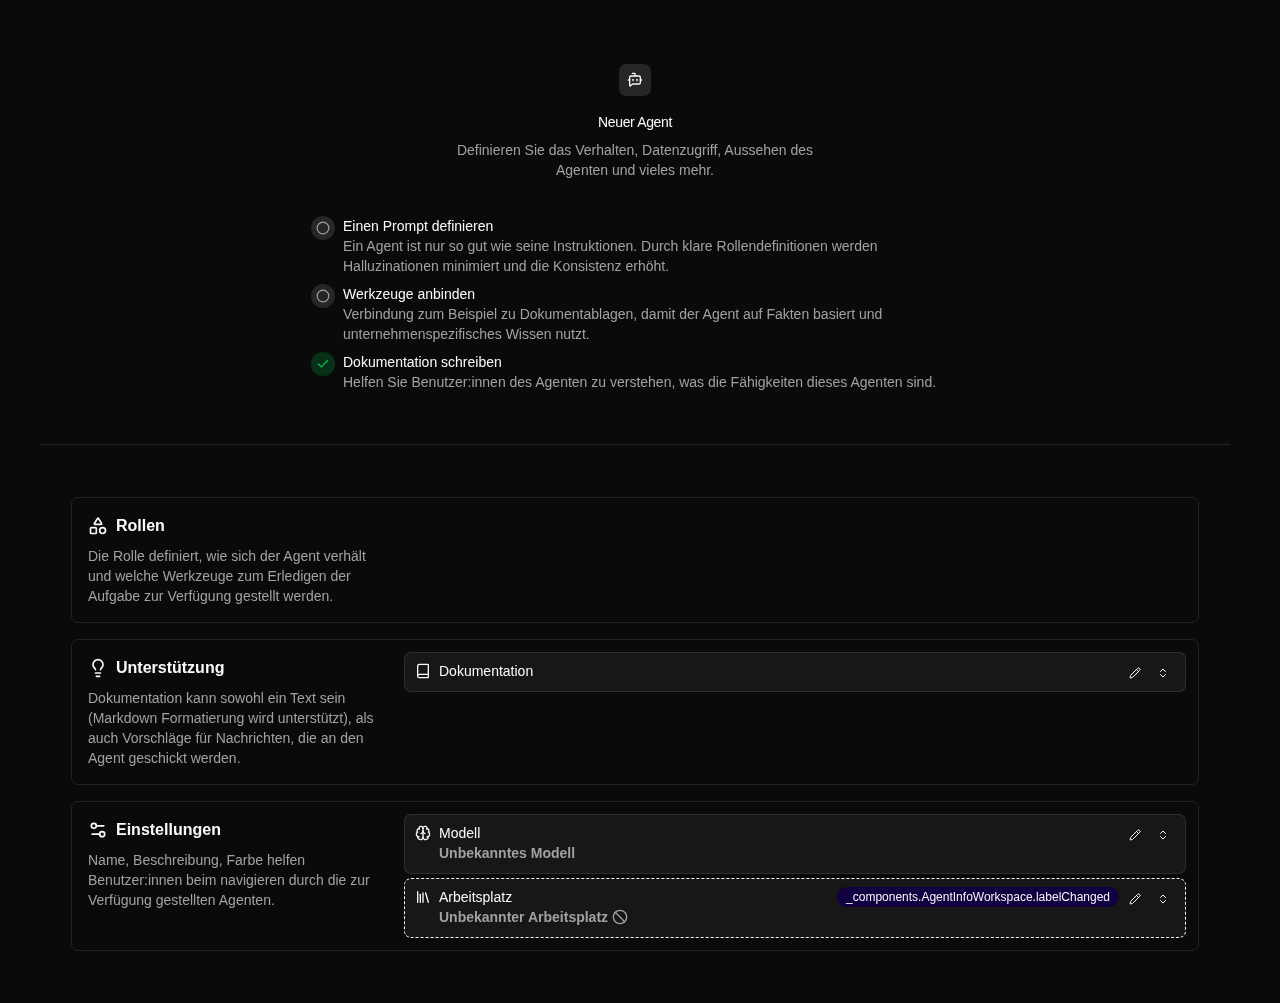 Neuer Agent
Definieren Sie das Verhalten, Datenzugriff, Aussehen des
Agenten und vieles mehr.
Einen Prompt definieren
Ein Agent ist nur so gut wie seine Instruktionen. Durch klare Rollendefinitionen werden
Halluzinationen minimiert und die Konsistenz erhöht.
Werkzeuge anbinden
Verbindung zum Beispiel zu Dokumentablagen, damit der Agent auf Fakten basiert und
unternehmenspezifisches Wissen nutzt.
Dokumentation schreiben
Helfen Sie Benutzer:innen des Agenten zu verstehen, was die Fähigkeiten dieses Agenten sind.
Rollen
Die Rolle definiert, wie sich der Agent verhält
und welche Werkzeuge zum Erledigen der
Aufgabe zur Verfügung gestellt werden.
Unterstützung
Dokumentation kann sowohl ein Text sein
(Markdown Formatierung wird unterstützt), als
auch Vorschläge für Nachrichten, die an den
Agent geschickt werden.
Dokumentation
Einstellungen
Name, Beschreibung, Farbe helfen
Benutzer:innen beim navigieren durch die zur
Verfügung gestellten Agenten.
Modell
Unbekanntes Modell
Arbeitsplatz
_components.AgentInfoWorkspace.labelChanged
Unbekannter Arbeitsplatz